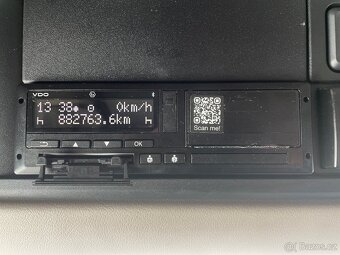 VDO
13 38 0km/h
h 882763.6km h
OK
Scan me!
Bazos.cz